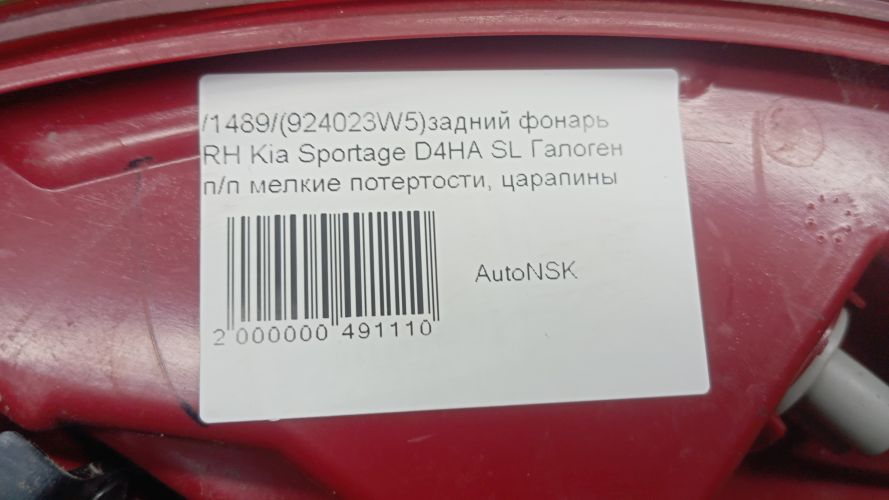 /1489/(924023W5)задний фонарь
RH Kia Sportage D4HA SL Галоген
п/п мелкие потертости, царапины
AutoNSK
2 000000 491110